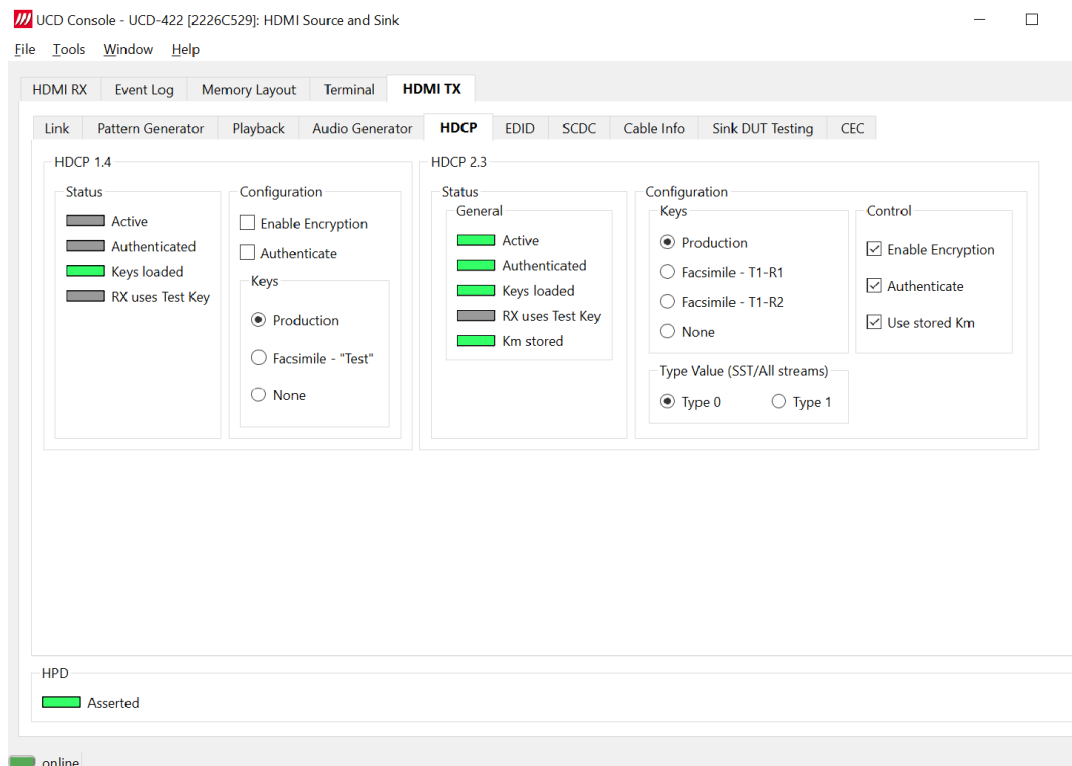 UCD Console - UCD-422 [2226C529]: HDMI Source and Sink
File Tools Window Help
HDMI RX Event Log Memory Layout Terminal HDMI TX
Link Pattern Generator Playback Audio Generator HDCP EDID SCDC Cable Info Sink DUT Testing CEC
HDCP 1.4
Status
Active
Authenticated
Keys loaded
RX uses Test Key
Configuration
Enable Encryption
Authenticate
Keys
Production
Facsimile - "Test"
None
HDCP 2.3
Status
General
Active
Authenticated
Keys loaded
RX uses Test Key
Km stored
Configuration
Keys
Production
Facsimile - T1-R1
Facsimile - T1-R2
None
Type Value (SST/All streams)
Type 0 Type 1
Control
Enable Encryption
Authenticate
Use stored Km
HPD
Asserted
online